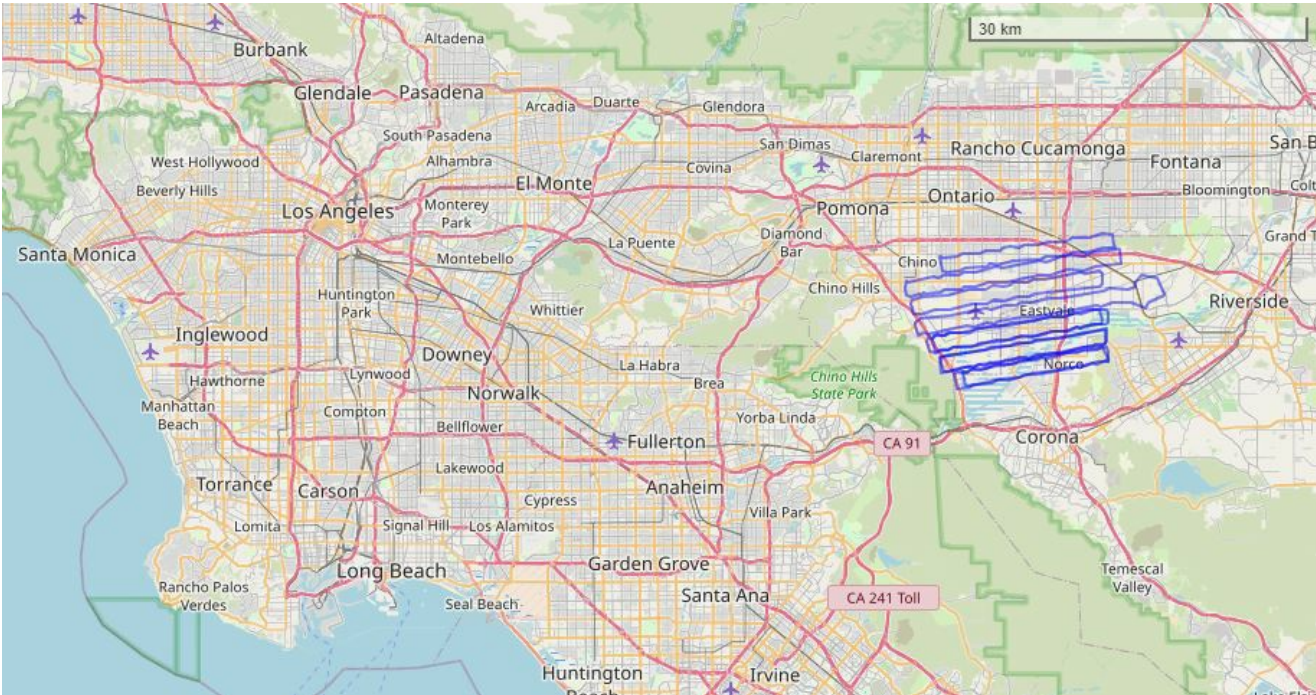 30 km
Burbank
Altadena
Glendale
Pasadena
Arcadia
Duarte
Glendora
South Pasadena
San Dimas
Claremont
Rancho Cucamonga
San B
West Hollywood
Alhambra
Covina
Fontana
Beverly Hills
El Monte
Ontario
Bloomington
Col
Los Angeles
Monterey
Park
Pomona
Santa Monica
Montebello
La Puente
Diamond
Bar
Grand T
Chino
Huntington
Park
Whittier
Chino Hills
Eastvale
Riverside
Inglewood
Downey
La Habra
Norco
Hawthorne
Lynwood
Norwalk
Brea
Chino Hills
State Park
Manhattan
Beach
Compton
Bellflower
Yorba Linda
Fullerton
CA 91
Corona
Torrance
Carson
Lakewood
Cypress
Anaheim
Lomita
Signal Hill
Los Alamitos
Villa Park
Long Beach
Garden Grove
Temescal
Valley
Rancho Palos
Verdes
Seal Beach
Santa Ana
CA 241 Toll
Huntington
Irvine